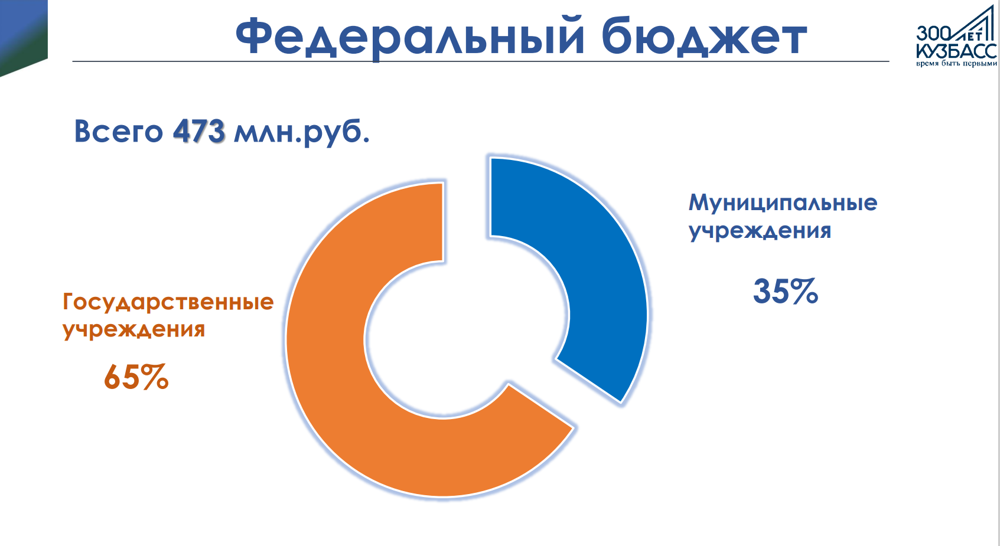 Федеральный бюджет
300 ЛЕТ
КУЗБАСС
время быть первыми
Всего 473 млн.руб.
Муниципальные
учреждения
35%
Государственные
учреждения
65%